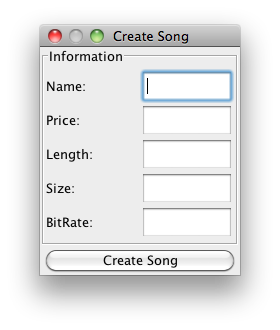 Create Song
Information
Name:
Price:
Length:
Size:
BitRate:
Create Song